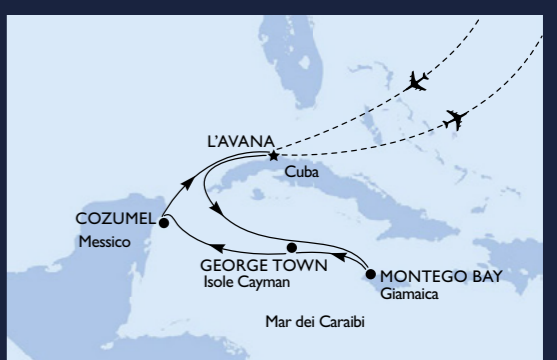 L'AVANA
Cuba
COZUMEL
Messico
GEORGE TOWN
Isole Cayman
MONTEGO BAY
Giamaica
Mar dei Caraibi